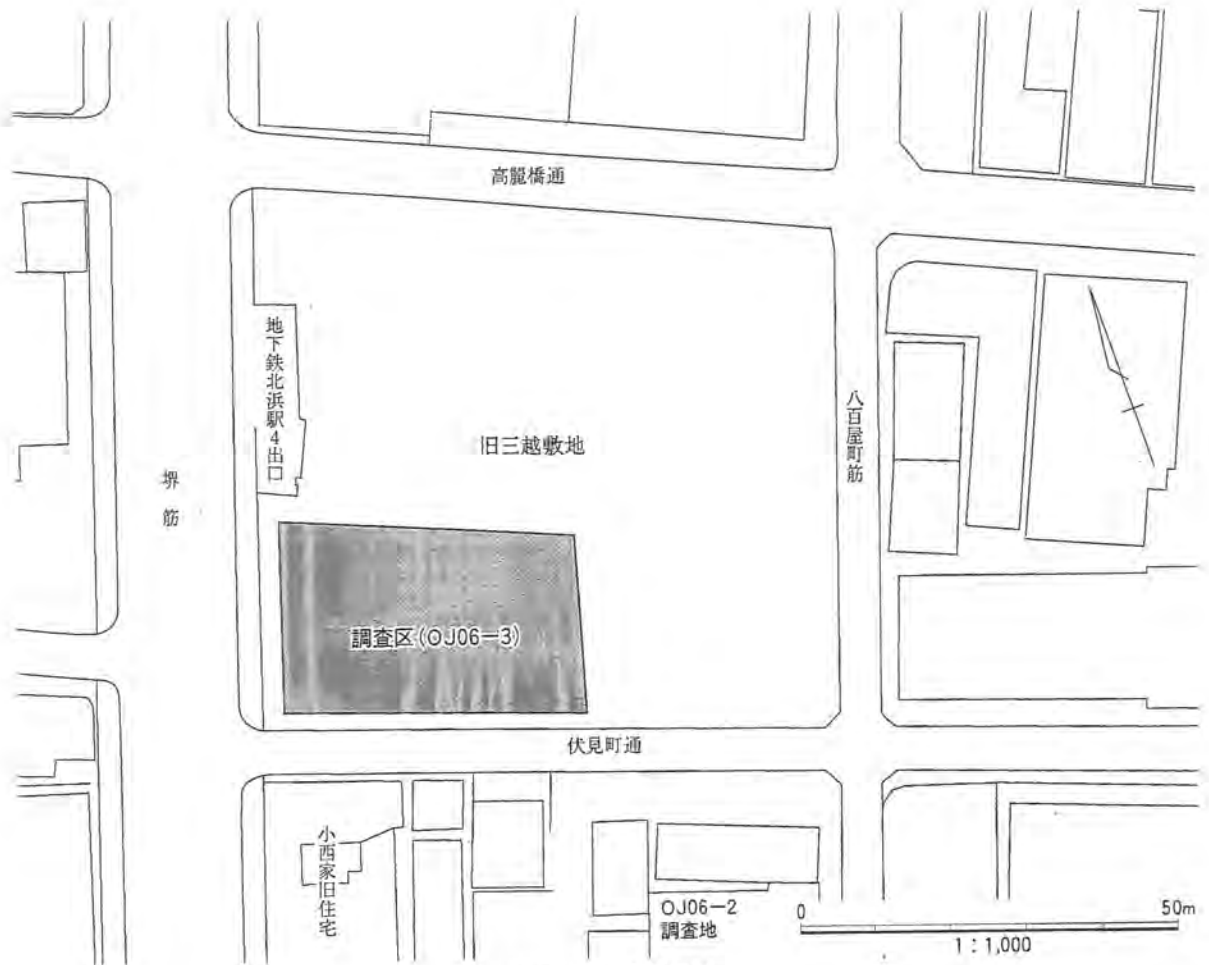 高麗橋通
地下鉄北浜駅4出口
旧三越敷地
八百屋町筋
堺筋
調査区(OJ06-3)
伏見町通
小西家旧住宅
OJ06-2
調査地
0 50m
1:1,000